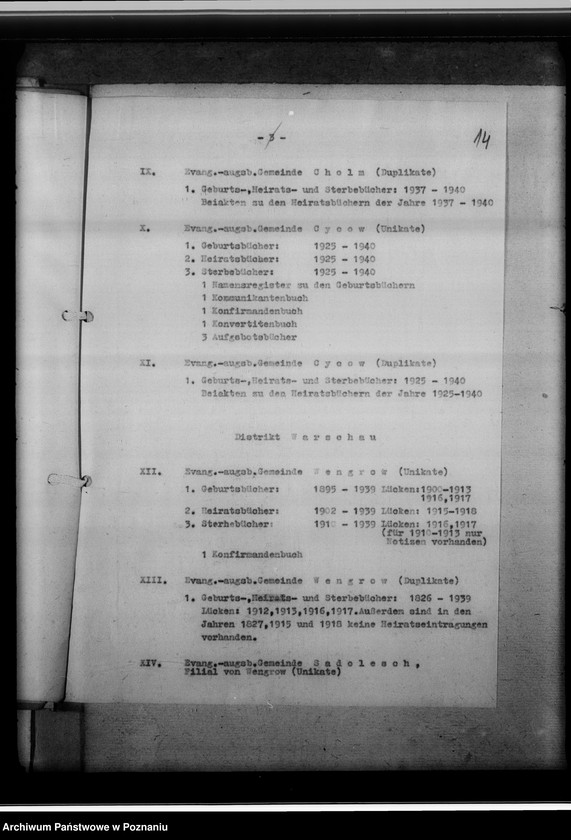 - 3 -
14
IX. Evang.-augsb.Gemeinde C h o l m (Duplikate)
1. Geburts-,Heirats- und Sterbebücher: 1937 - 1940
Beiakten zu den Heiratsbüchern der Jahre 1937 - 1940
X. Evang.-augsb.Gemeinde C y c o w (Unikate)
1. Geburtsbücher: 1925 - 1940
2. Heiratsbücher: 1925 - 1940
3. Sterbebücher: 1925 - 1940
1 Namensregister zu den Geburtsbüchern
1 Kommunikantenbuch
1 Konfirmandenbuch
1 Konvertitenbuch
3 Aufgebotsbücher
XI. Evang.-augsb.Gemeinde C y c o w (Duplikate)
1. Geburts-,Heirats- und Sterbebücher: 1925 - 1940
Beiakten zu den Heiratsbüchern der Jahre 1925-1940
Distrikt W a r s c h a u
XII. Evang.-augsb.Gemeinde W e n g r o w (Unikate)
1. Geburtsbücher: 1895 - 1939 Lücken:1900-1913
1916,1917
2. Heiratsbücher: 1902 - 1939 Lücken: 1915-1918
3. Sterbebücher: 1910 - 1939 Lücken: 1916,1917
(für 1910-1913 nur
Notizen vorhanden)
1 Konfirmandenbuch
XIII. Evang.-augsb.Gemeinde W e n g r o w (Duplikate)
1. Geburts-,Heirats- und Sterbebücher: 1826 - 1939
Lücken: 1912,1913,1916,1917.Außerdem sind in den
Jahren 1827,1915 und 1918 keine Heiratseintragungen
vorhanden.
XIV. Evang.-augsb.Gemeinde S a d o l e s c h ,
Filial von Wengrow (Unikate)
Archiwum Państwowe w Poznaniu